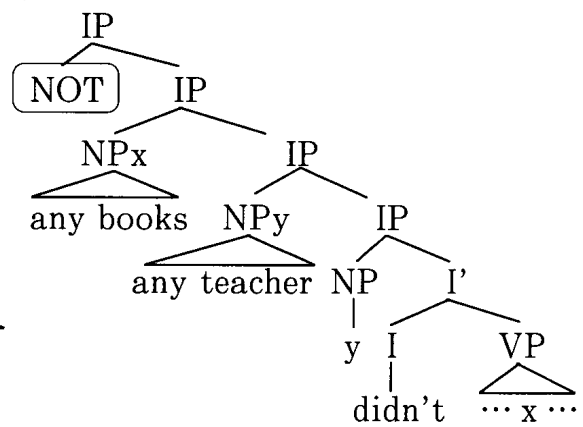 IP
NOT IP
NPx IP
any books NPy IP
any teacher NP I'
y I VP
didn't ··· x ···